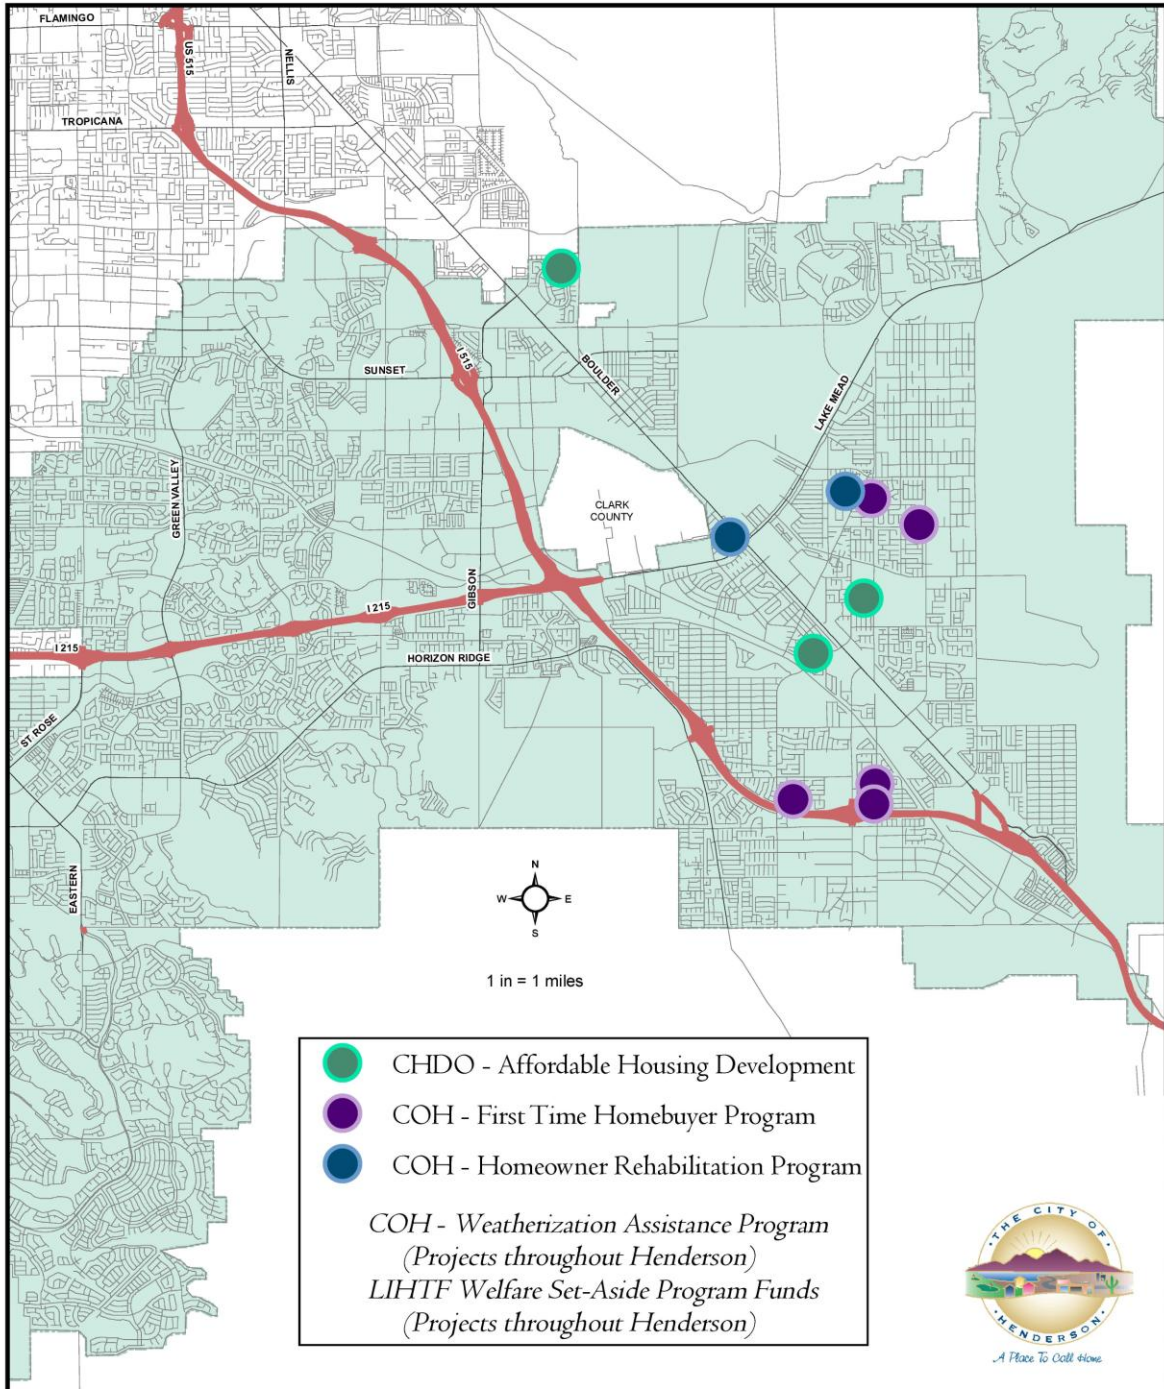 FLAMINGO
US 515
NELLIS
TROPICANA
I 515
SUNSET
BOULDER
LAKE MEAD
GREEN VALLEY
CLARK
COUNTY
GIBSON
I 215
I 215
HORIZON RIDGE
ST ROSE
EASTERN
N
W E
S
1 in = 1 miles
CHDO - Affordable Housing Development
COH - First Time Homebuyer Program
COH - Homeowner Rehabilitation Program
COH - Weatherization Assistance Program
(Projects throughout Henderson)
LIHTF Welfare Set-Aside Program Funds
(Projects throughout Henderson)
· THE CITY OF ·
HENDERSON
A Place To Call Home